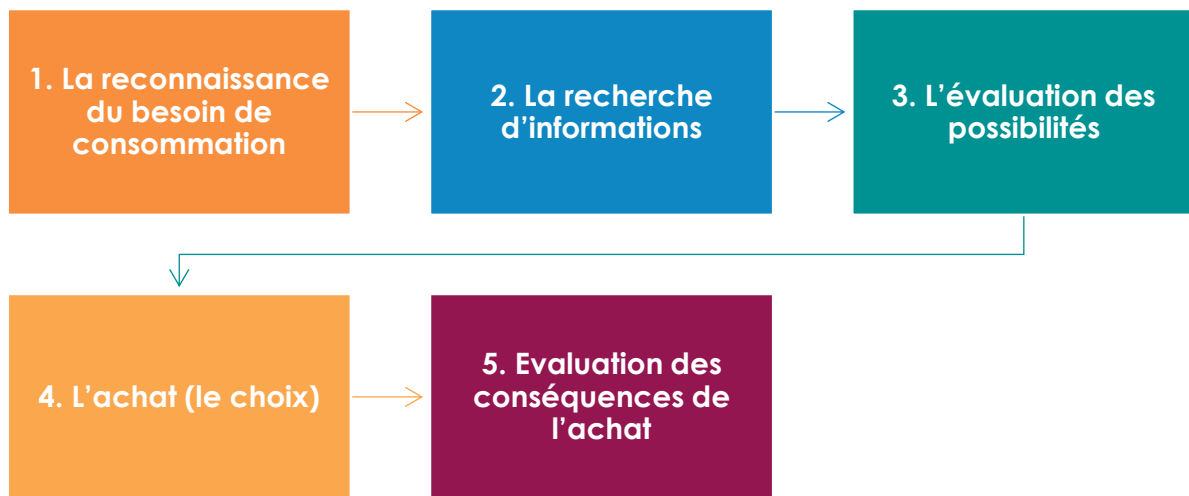 1. La reconnaissance
du besoin de
consommation
2. La recherche
d’informations
3. L’évaluation des
possibilités
4. L’achat (le choix)
5. Evaluation des
conséquences de
l’achat